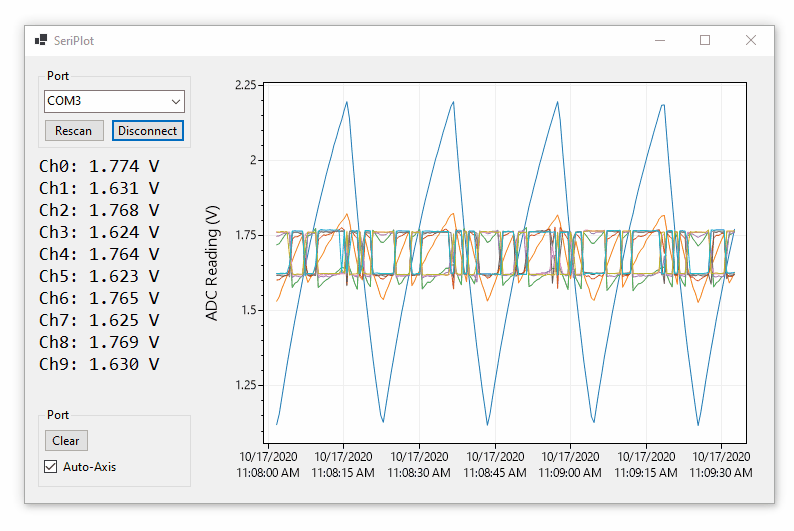 SeriPlot
Port
COM3
Rescan Disconnect
Ch0: 1.774 V
Ch1: 1.631 V
Ch2: 1.768 V
Ch3: 1.624 V
Ch4: 1.764 V
Ch5: 1.623 V
Ch6: 1.765 V
Ch7: 1.625 V
Ch8: 1.769 V
Ch9: 1.630 V
Port
Clear
Auto-Axis
ADC Reading (V)
2.25
2
1.75
1.5
1.25
10/17/2020 10/17/2020 10/17/2020 10/17/2020 10/17/2020 10/17/2020 10/17/2020
11:08:00 AM 11:08:15 AM 11:08:30 AM 11:08:45 AM 11:09:00 AM 11:09:15 AM 11:09:30 AM